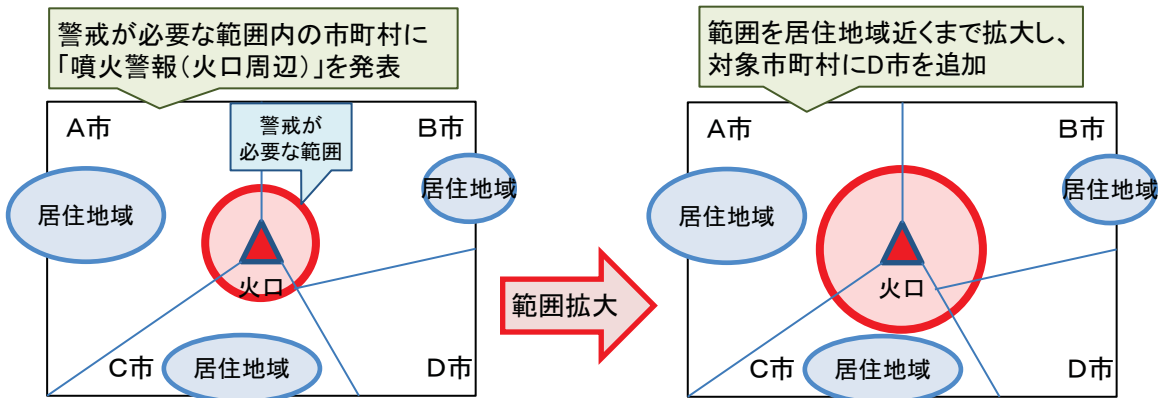 警戒が必要な範囲内の市町村に
「噴火警報(火口周辺)」を発表
A市
警戒が
必要な範囲
B市
居住地域
居住地域
火口
C市
居住地域
D市
範囲拡大
範囲を居住地域近くまで拡大し、
対象市町村にD市を追加
A市
B市
居住地域
居住地域
火口
C市
居住地域
D市